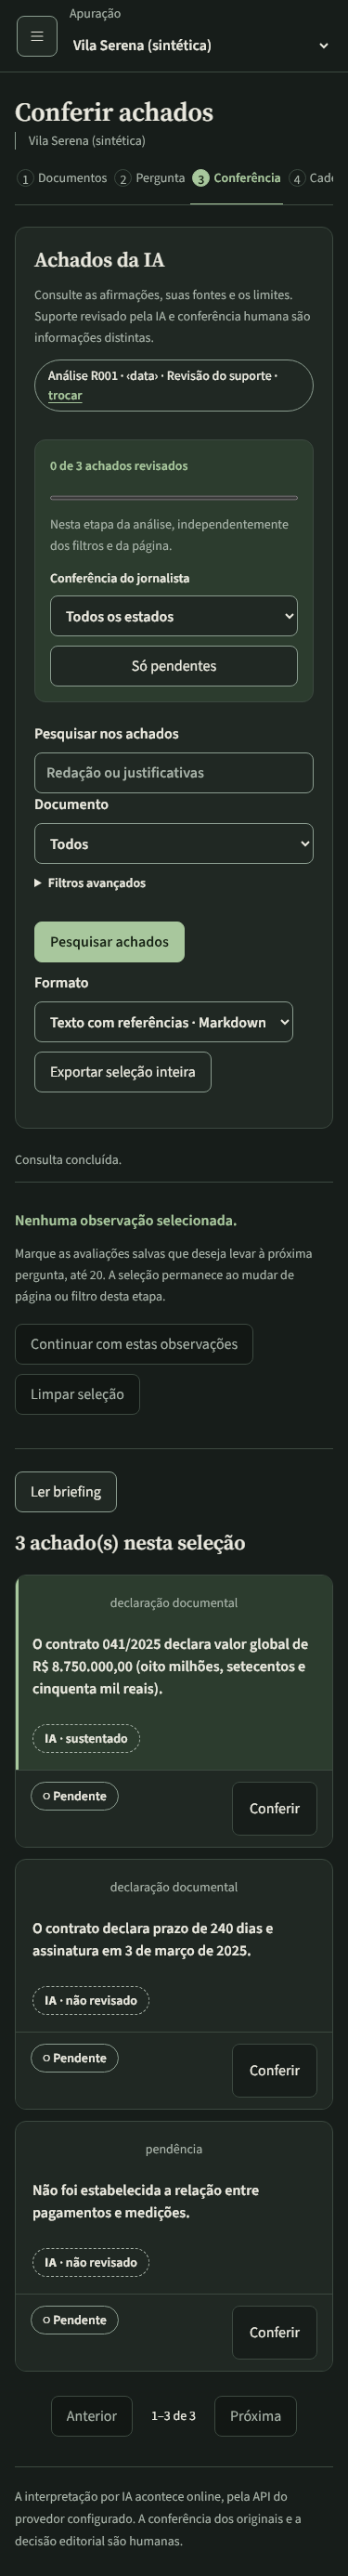 Apuração
Vila Serena (sintética)
Conferir achados
Vila Serena (sintética)
1 Documentos 2 Pergunta 3 Conferência 4 Cade
Achados da IA
Consulte as afirmações, suas fontes e os limites.
Suporte revisado pela IA e conferência humana são
informações distintas.
Análise R001 · ‹data› · Revisão do suporte ·
trocar
0 de 3 achados revisados
Nesta etapa da análise, independentemente
dos filtros e da página.
Conferência do jornalista
Todos os estados
Só pendentes
Pesquisar nos achados
Redação ou justificativas
Documento
Todos
Filtros avançados
Pesquisar achados
Formato
Texto com referências · Markdown
Exportar seleção inteira
Consulta concluída.
Nenhuma observação selecionada.
Marque as avaliações salvas que deseja levar à próxima
pergunta, até 20. A seleção permanece ao mudar de
página ou filtro desta etapa.
Continuar com estas observações
Limpar seleção
Ler briefing
3 achado(s) nesta seleção
declaração documental
O contrato 041/2025 declara valor global de
R$ 8.750.000,00 (oito milhões, setecentos e
cinquenta mil reais).
IA · sustentado
Pendente
Conferir
declaração documental
O contrato declara prazo de 240 dias e
assinatura em 3 de março de 2025.
IA · não revisado
Pendente
Conferir
pendência
Não foi estabelecida a relação entre
pagamentos e medições.
IA · não revisado
Pendente
Conferir
Anterior 1–3 de 3 Próxima
A interpretação por IA acontece online, pela API do
provedor configurado. A conferência dos originais e a
decisão editorial são humanas.